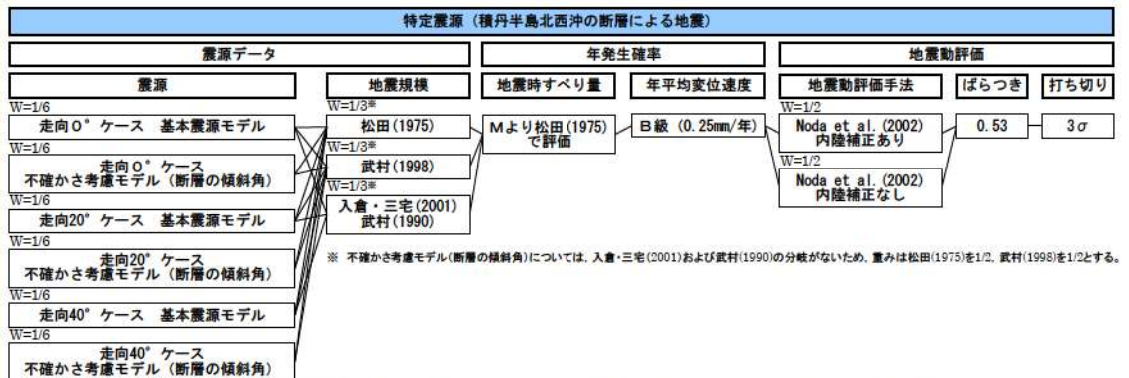 特定震源（積丹半島北西沖の断層による地震）
震源データ
年発生確率
地震動評価
震源
地震規模
地震時すべり量
年平均変位速度
地震動評価手法
ばらつき
打ち切り
W=1/6
走向0°ケース 基本震源モデル
W=1/6
走向0°ケース
不確かさ考慮モデル（断層の傾斜角）
W=1/6
走向20°ケース 基本震源モデル
W=1/6
走向20°ケース
不確かさ考慮モデル（断層の傾斜角）
W=1/6
走向40°ケース 基本震源モデル
W=1/6
走向40°ケース
不確かさ考慮モデル（断層の傾斜角）
W=1/3※
松田(1975)
W=1/3※
武村(1998)
W=1/3※
入倉・三宅(2001)
武村(1990)
Mより松田(1975)
で評価
B級（0.25mm/年）
W=1/2
Noda et al.(2002)
内陸補正あり
W=1/2
Noda et al.(2002)
内陸補正なし
0.53
3σ
※ 不確かさ考慮モデル(断層の傾斜角)については，入倉・三宅(2001)および武村(1990)の分岐がないため，重みは松田(1975)を1/2，武村(1998)を1/2とする。